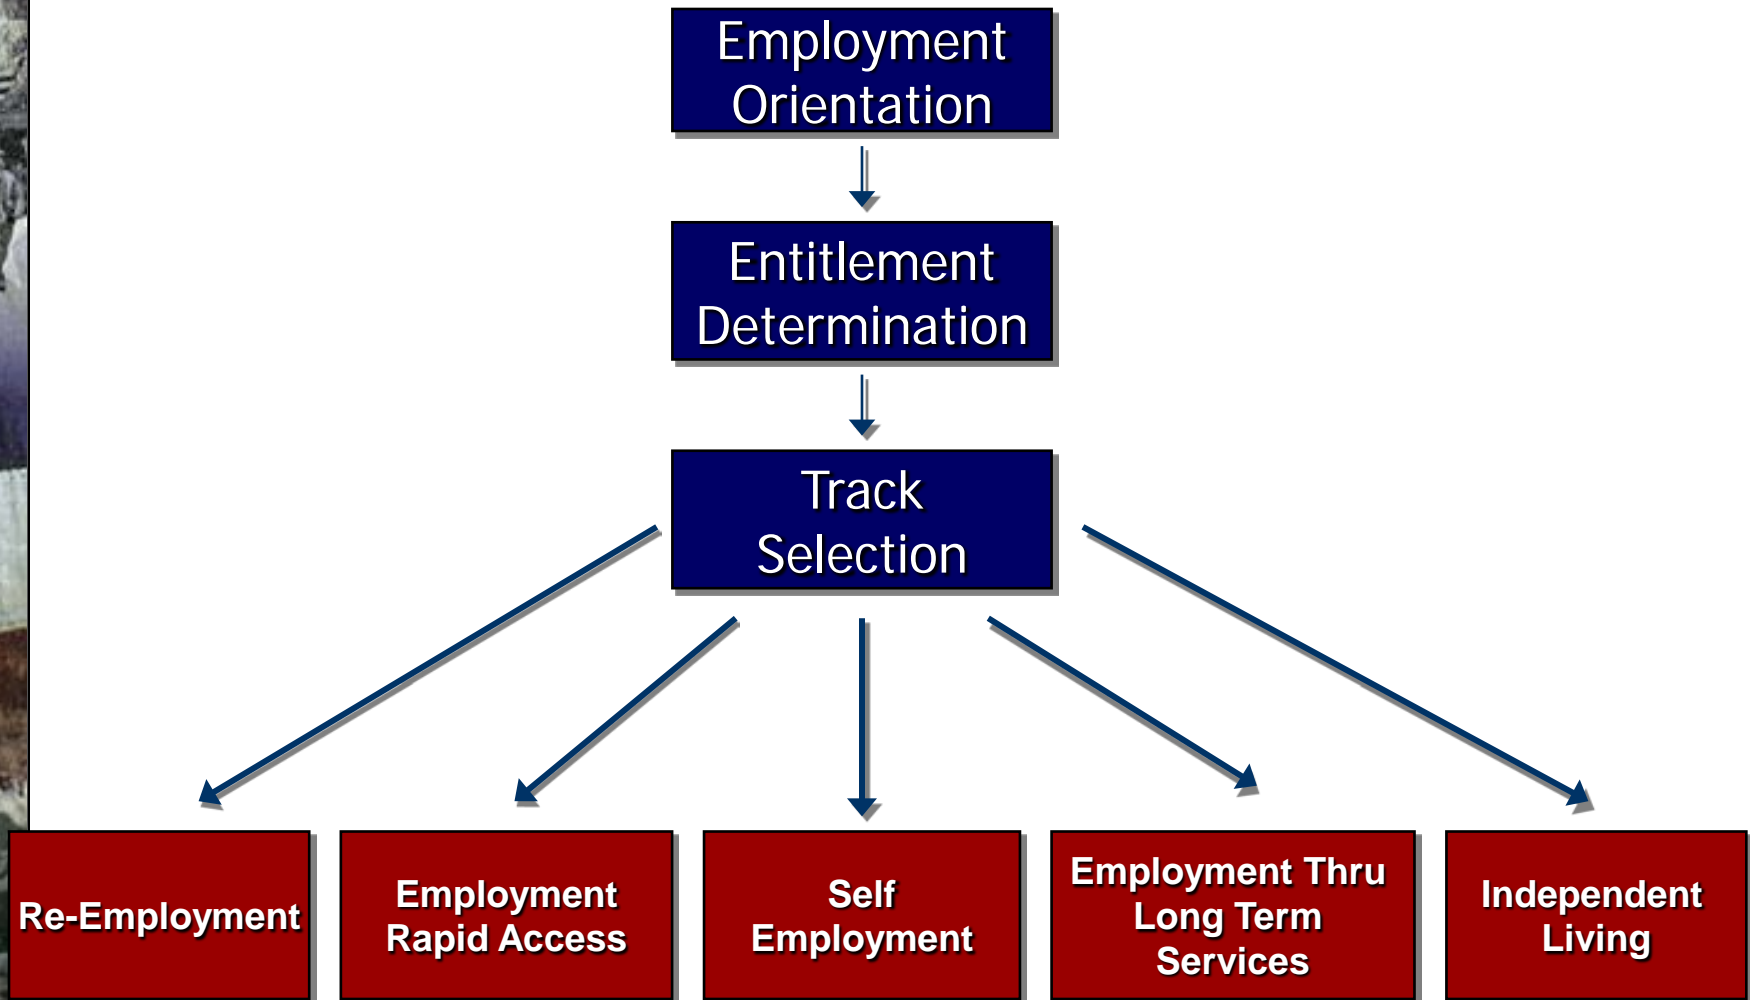 Employment
Orientation
Entitlement
Determination
Track
Selection
Re-Employment
Employment
Rapid Access
Self
Employment
Employment Thru
Long Term
Services
Independent
Living